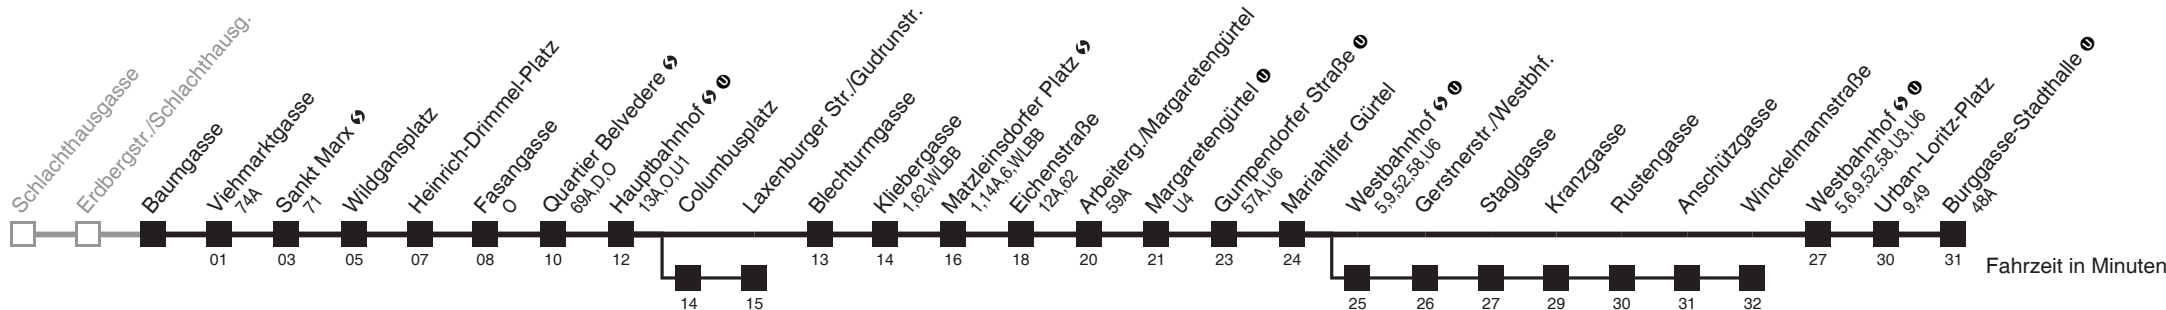 Schlachthausgasse
Erdbergstr./Schlachthausg.
Baumgasse
Viehmarktgasse
74A
Sankt Marx
71
Wildgansplatz
Heinrich-Drimmel-Platz
Fasangasse
O
Quartier Belvedere
69A,D,O
Hauptbahnhof U
13A,O,U1
Columbusplatz
Laxenburger Str./Gudrunstr.
Blechturmgasse
Kliebergasse
1,62,WLBB
Matzleinsdorfer Platz
1,14A,6,WLBB
Eichenstraße
12A,62
Arbeiterg./Margaretengürtel
59A
Margaretengürtel U
U4
Gumpendorfer Straße U
57A,U6
Mariahilfer Gürtel
Westbahnhof U
5,9,52,58,U6
Gerstnerstr./Westbhf.
Staglgasse
Kranzgasse
Rustengasse
Anschützgasse
Winckelmannstraße
Westbahnhof U
5,6,9,52,58,U3,U6
Urban-Loritz-Platz
9,49
Burggasse-Stadthalle U
48A
01 03 05 07 08 10 12 13 14 16 18 20 21 23 24 27 30 31
Fahrzeit in Minuten
14 15 25 26 27 29 30 31 32